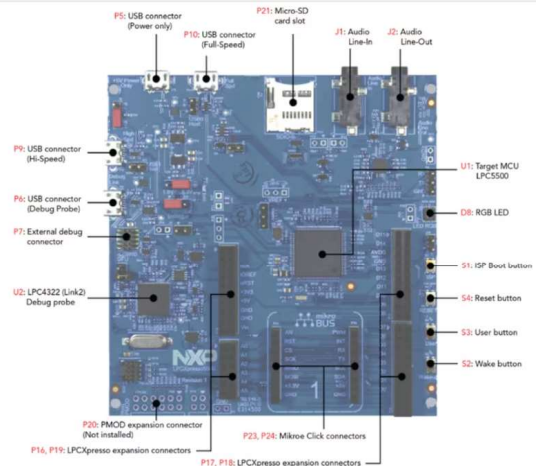 P5: USB connector
(Power only)
P21: Micro-SD
card slot
P10: USB connector
(Full-Speed)
J1: Audio
Line-In
J2: Audio
Line-Out
P9: USB connector
(Hi-Speed)
U1: Target MCU
LPC5500
P6: USB connector
(Debug Probe)
D8: RGB LED
P7: External debug
connector
S1: ISP Boot button
U2: LPC4322 (Link2)
Debug probe
S4: Reset button
S3: User button
S2: Wake button
mikro
BUS
NXP
1
P20: PMOD expansion connector
(Not installed)
P23, P24: Mikroe Click connectors
P16, P19: LPCXpresso expansion connectors
P17, P18: LPCXpresso expansion connectors